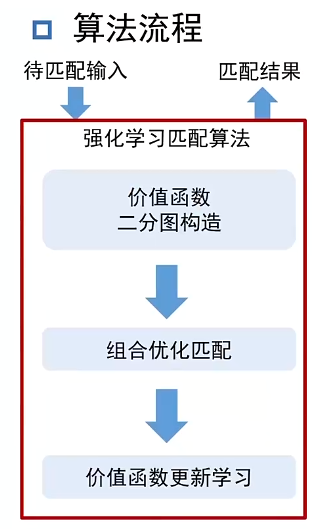 算法流程
待匹配输入
匹配结果
强化学习匹配算法
价值函数
二分图构造
组合优化匹配
价值函数更新学习